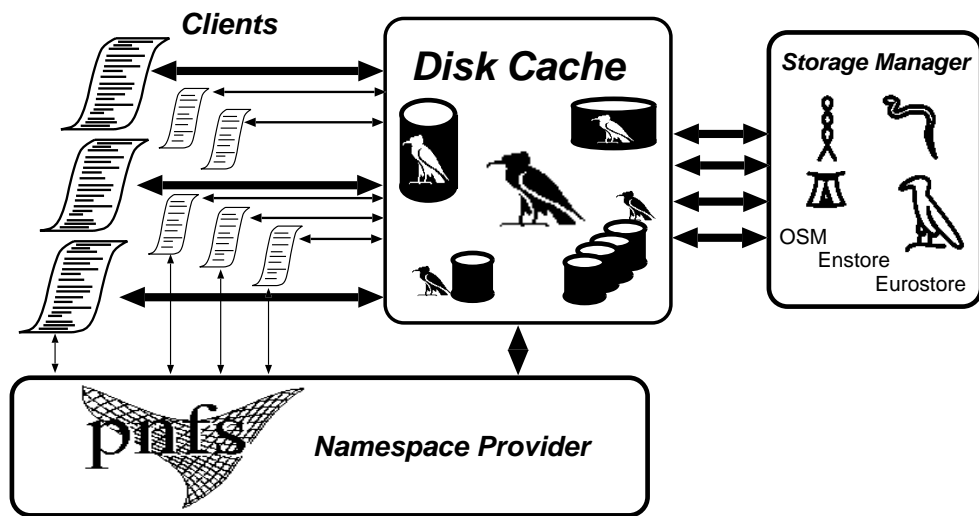 Clients
Disk Cache
Storage Manager
OSM
Enstore
Eurostore
pnfs
Namespace Provider